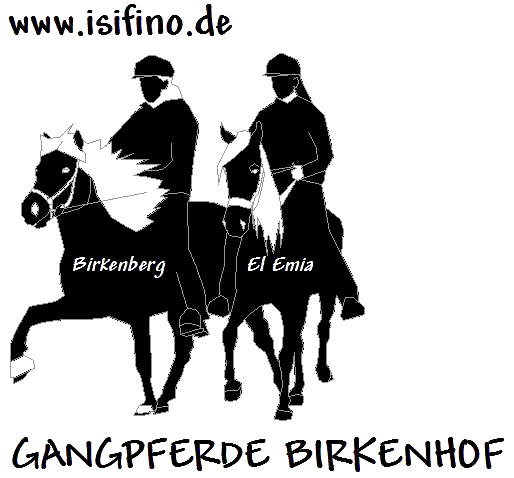 www.isifino.de
Birkenberg
El Emia
GANGPFERDE BIRKENHOF